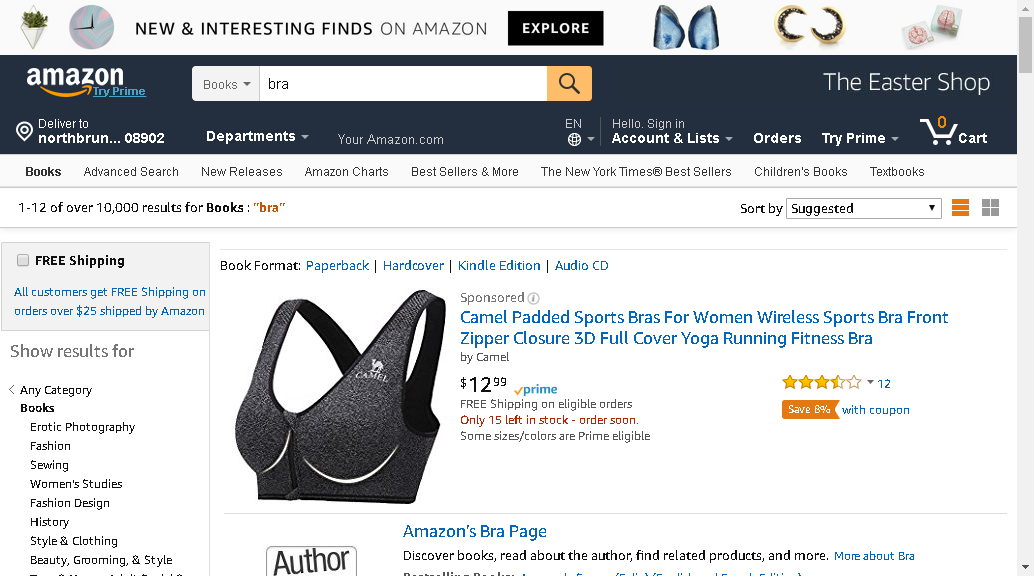 NEW & INTERESTING FINDS ON AMAZON EXPLORE
amazon
Try Prime
Books
bra
The Easter Shop
Deliver to
northbrun... 08902
Departments
Your Amazon.com
EN
Hello. Sign in
Account & Lists
Orders
Try Prime
0
Cart
Books Advanced Search New Releases Amazon Charts Best Sellers & More The New York Times® Best Sellers Children's Books Textbooks
1-12 of over 10,000 results for Books : "bra"
Sort by Suggested
FREE Shipping
All customers get FREE Shipping on
orders over $25 shipped by Amazon
Show results for
Any Category
Books
Erotic Photography
Fashion
Sewing
Women's Studies
Fashion Design
History
Style & Clothing
Beauty, Grooming, & Style
Book Format: Paperback | Hardcover | Kindle Edition | Audio CD
CAMEL
Sponsored
Camel Padded Sports Bras For Women Wireless Sports Bra Front
Zipper Closure 3D Full Cover Yoga Running Fitness Bra
by Camel
$12 99 prime
FREE Shipping on eligible orders
Only 15 left in stock - order soon.
Some sizes/colors are Prime eligible
12
Save 8% with coupon
Author
Amazon's Bra Page
Discover books, read about the author, find related products, and more. More about Bra